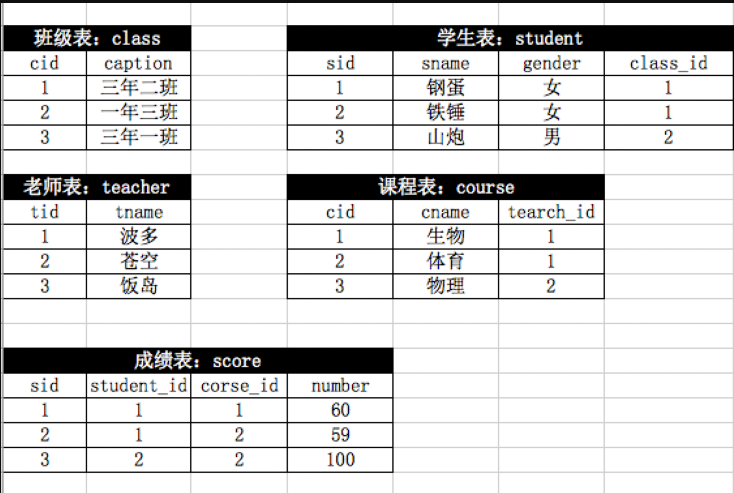 班级表：class
cid caption
1 三年二班
2 一年三班
3 三年一班
学生表：student
sid sname gender class_id
1 钢蛋 女 1
2 铁锤 女 1
3 山炮 男 2
老师表：teacher
tid tname
1 波多
2 苍空
3 饭岛
课程表：course
cid cname tearch_id
1 生物 1
2 体育 1
3 物理 2
成绩表：score
sid student_id corse_id number
1 1 1 60
2 1 2 59
3 2 2 100